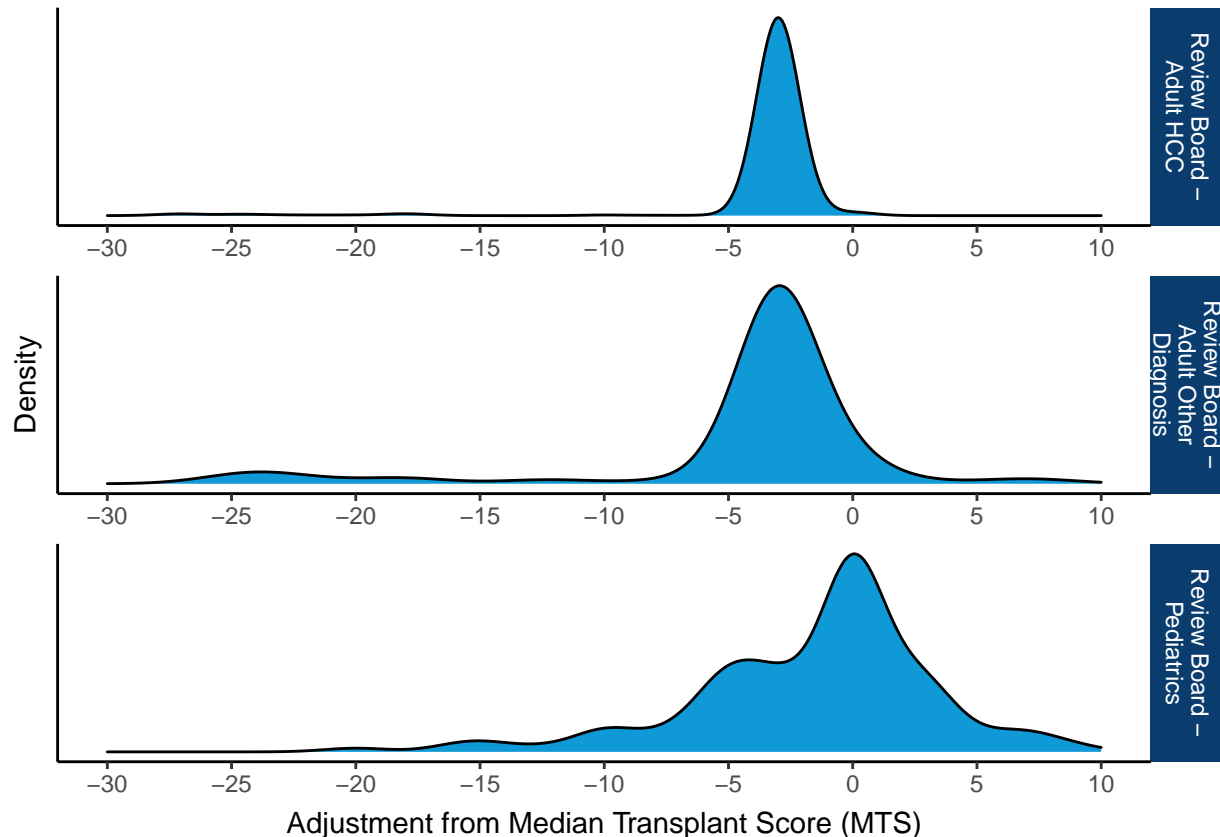 Review Board –
Adult HCC
–30 –25 –20 –15 –10 –5 0 5 10
Density
Review Board –
Adult Other
Diagnosis
–30 –25 –20 –15 –10 –5 0 5 10
Review Board –
Pediatrics
–30 –25 –20 –15 –10 –5 0 5 10
Adjustment from Median Transplant Score (MTS)